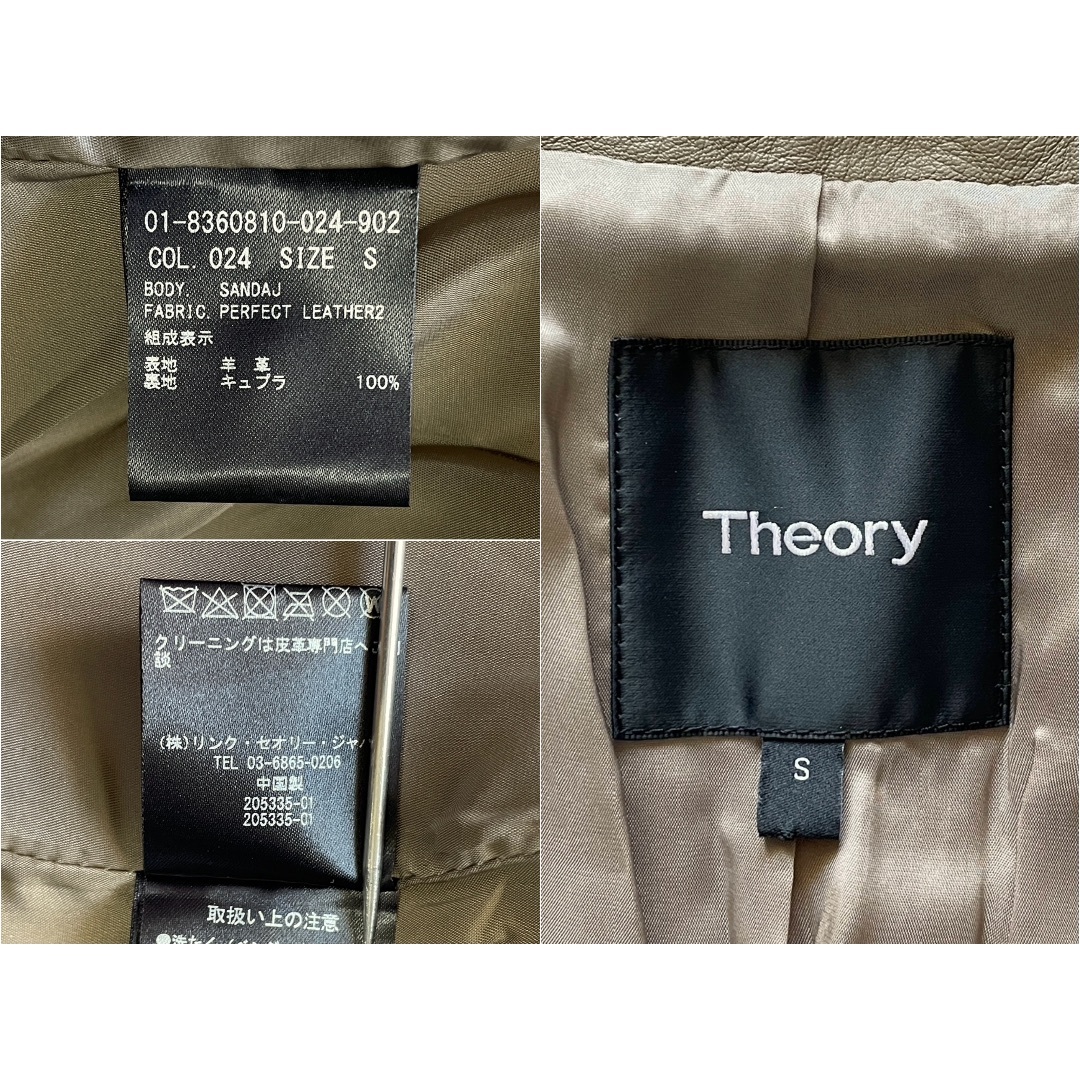 01-8360810-024-902
COL. 024 SIZE S
BODY. SANDAJ
FABRIC. PERFECT LEATHER2
組成表示
表地 羊 革
裏地 キュプラ 100%
クリーニングは皮革専門店へ
談
(株)リンク・セオリー・ジャパ
TEL 03-6865-0206
中国製
205335-01
205335-01
取扱い上の注意
Theory
S